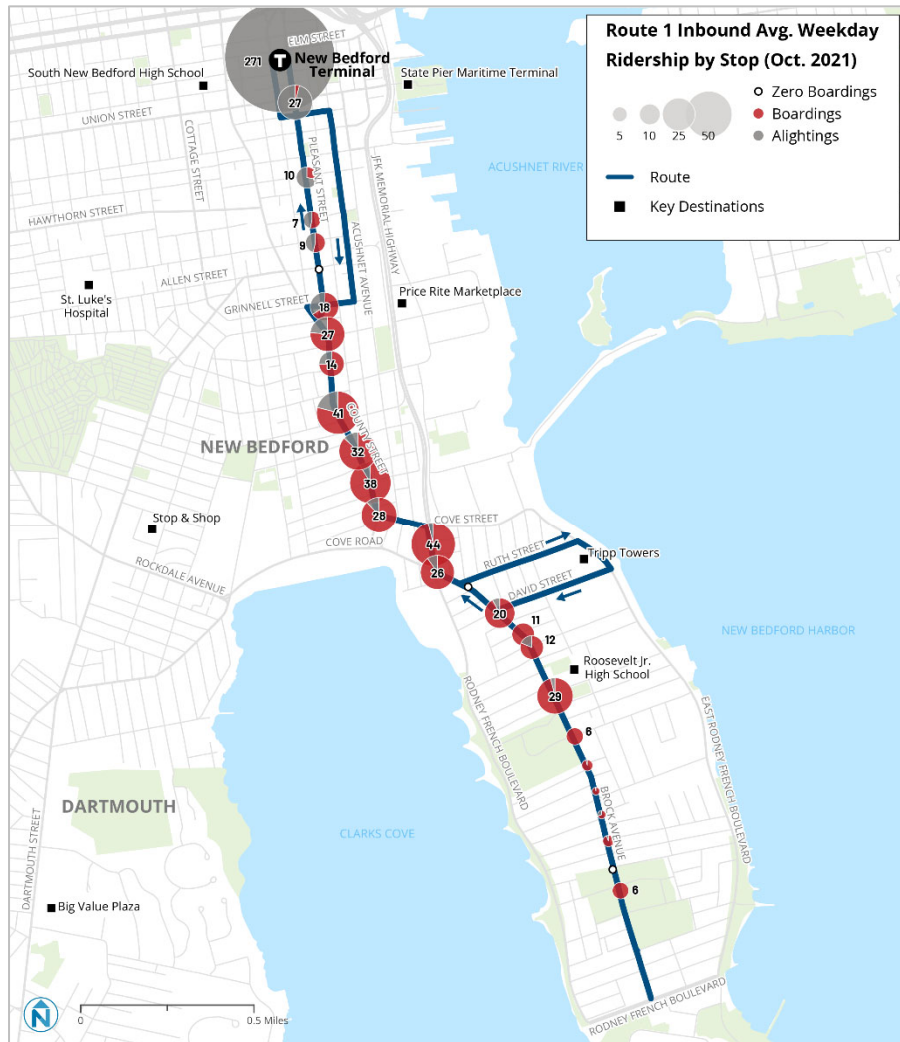 Route 1 Inbound Avg. Weekday
Ridership by Stop (Oct. 2021)
Zero Boardings
Boardings
Alightings
5 10 25 50
Route
Key Destinations
ELM STREET
271
T
New Bedford
Terminal
South New Bedford High School
State Pier Maritime Terminal
27
UNION STREET
COTTAGE STREET
PLEASANT STREET
JFK MEMORIAL HIGHWAY
ACUSHNET RIVER
10
HAWTHORN STREET
7
ACUSHNET AVENUE
9
ALLEN STREET
St. Luke's
Hospital
GRINNELL STREET
Price Rite Marketplace
18
27
14
41
COUNTY STREET
NEW BEDFORD
32
38
Stop & Shop
28
COVE STREET
COVE ROAD
44
RUTH STREET
Tripp Towers
ROCKDALE AVENUE
26
DAVID STREET
20
11
12
NEW BEDFORD HARBOR
Roosevelt Jr.
High School
29
RODNEY FRENCH BOULEVARD
EAST RODNEY FRENCH BOULEVARD
6
BROCK AVENUE
DARTMOUTH
DARTMOUTH STREET
CLARKS COVE
6
Big Value Plaza
RODNEY FRENCH BOULEVARD
N
0 0.5 Miles